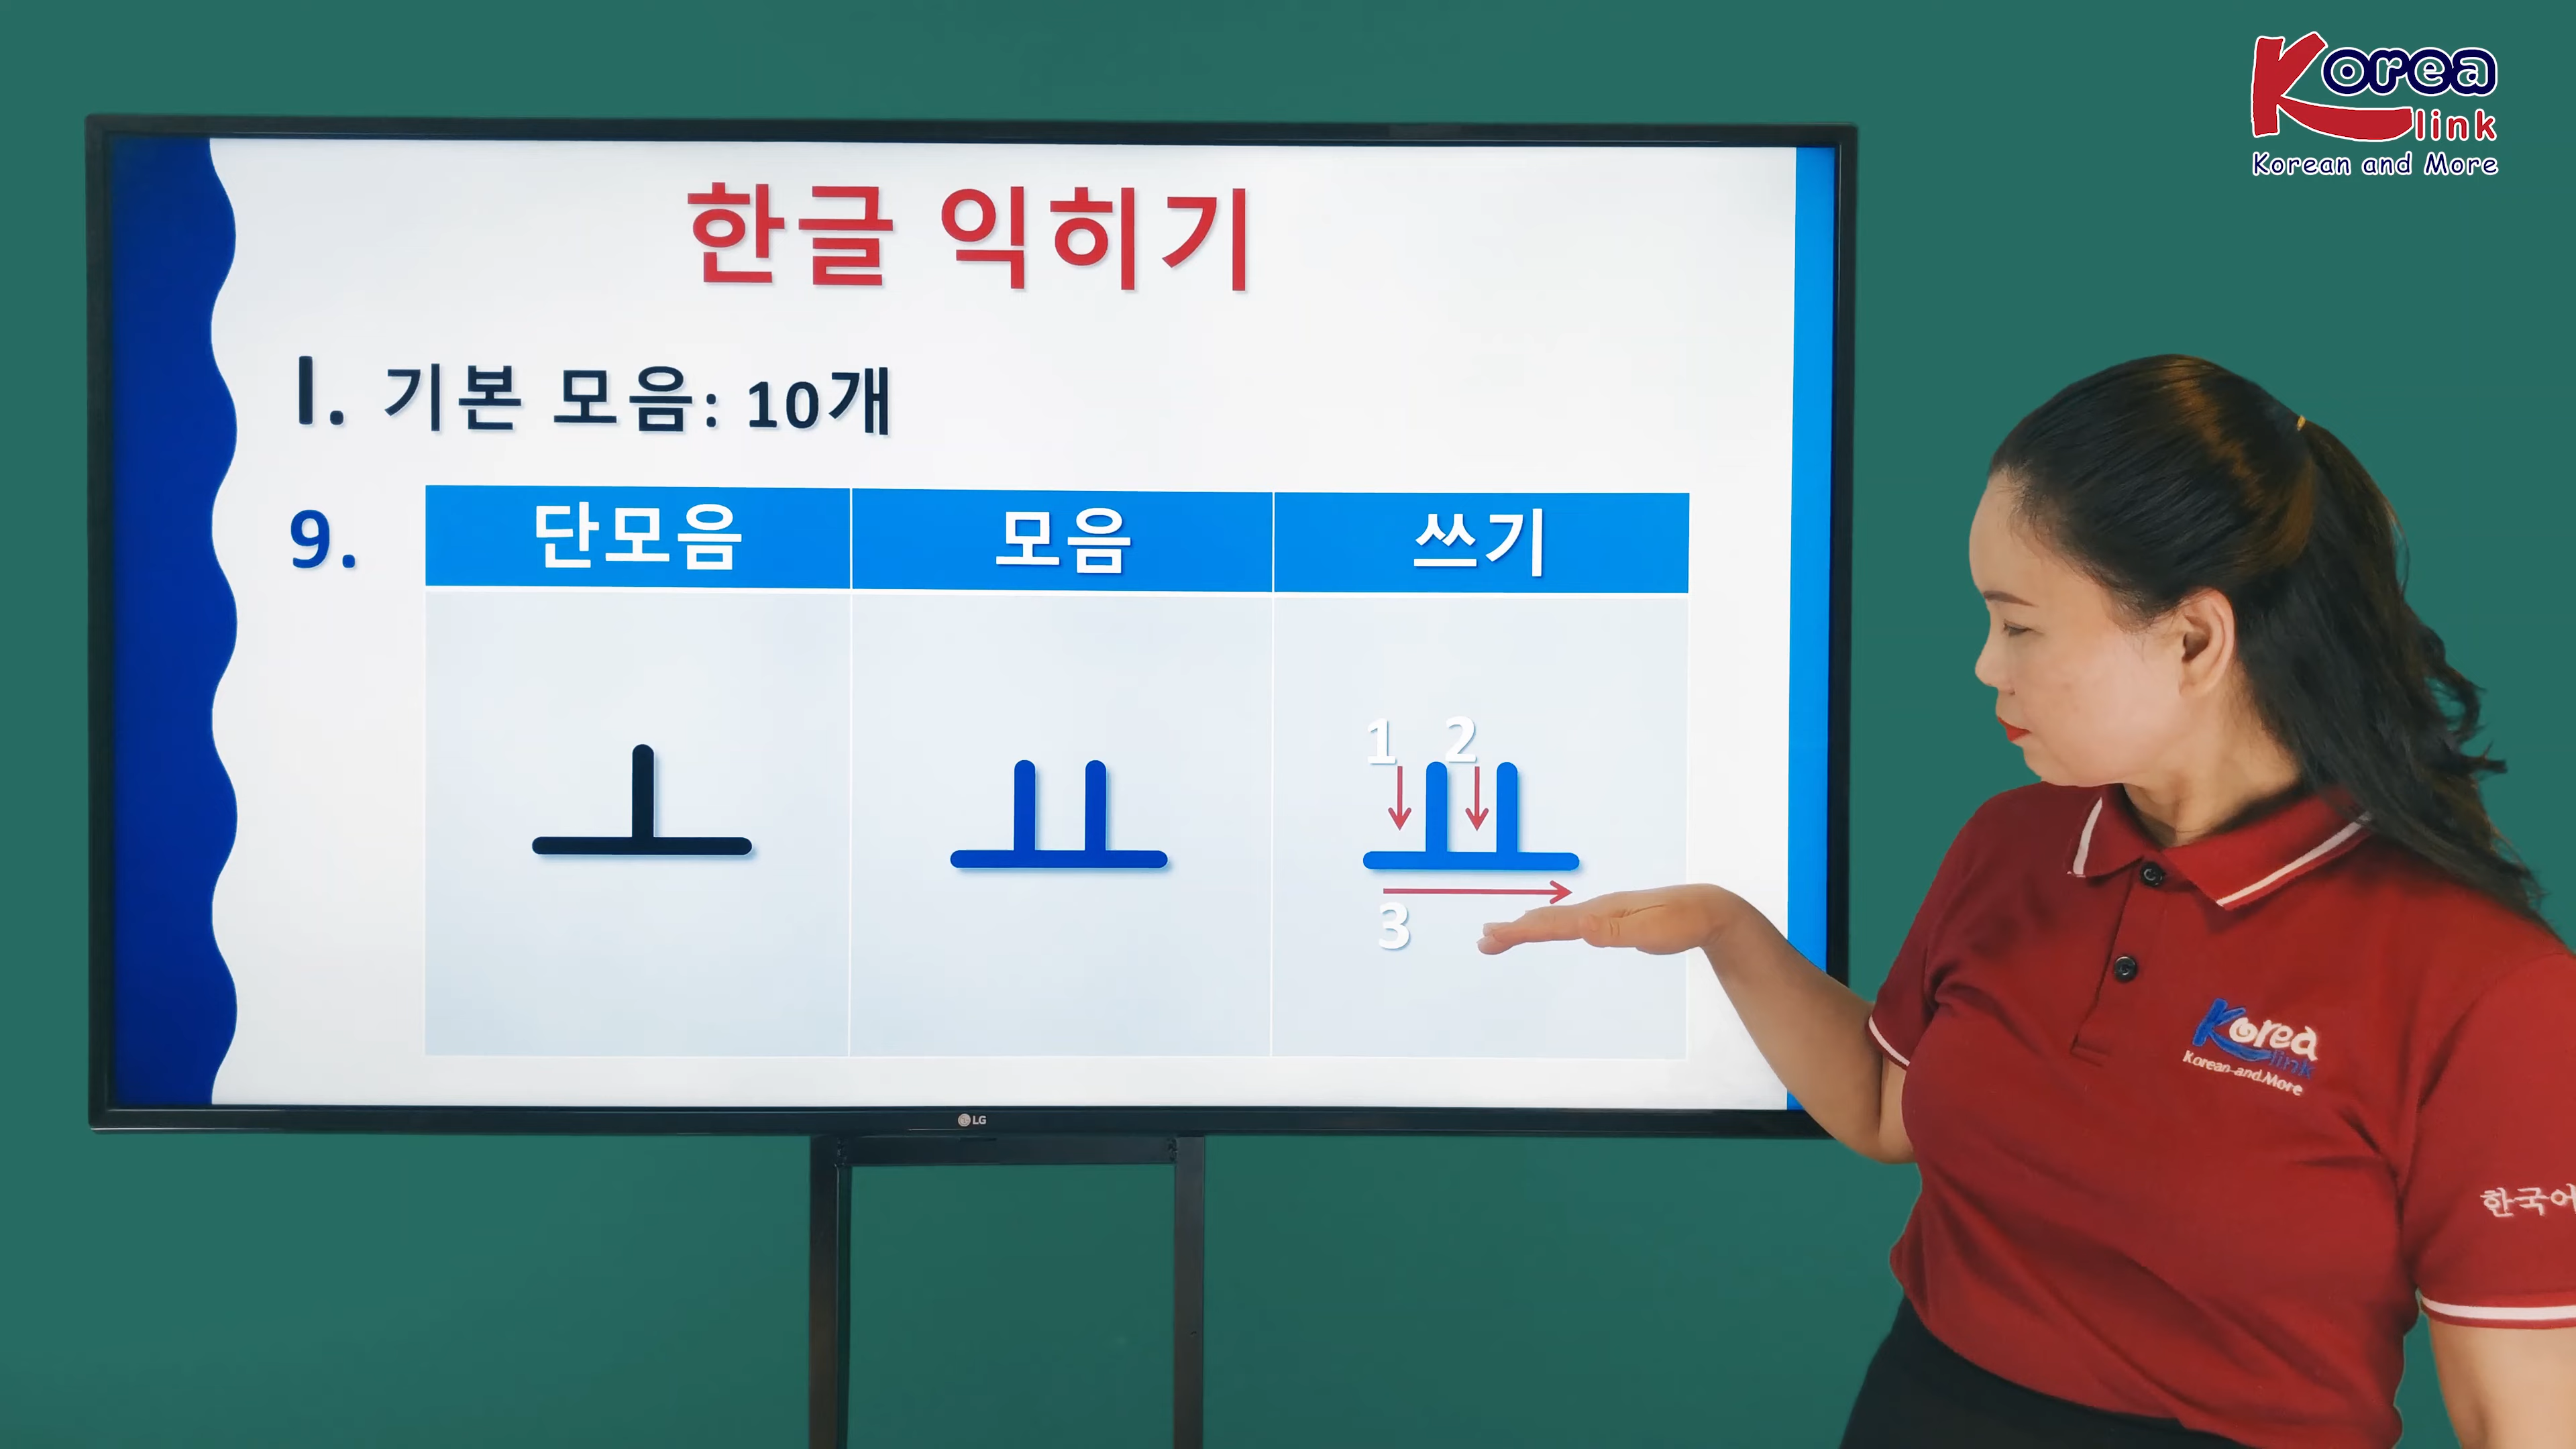 Korea
link
Korean and More
한글 익히기
I. 기본 모음: 10개
9.
단모음 모음 쓰기
ㅗ ㅛ ㅛ
1 2
3
LG
Korea
link
Korean and More
한국어